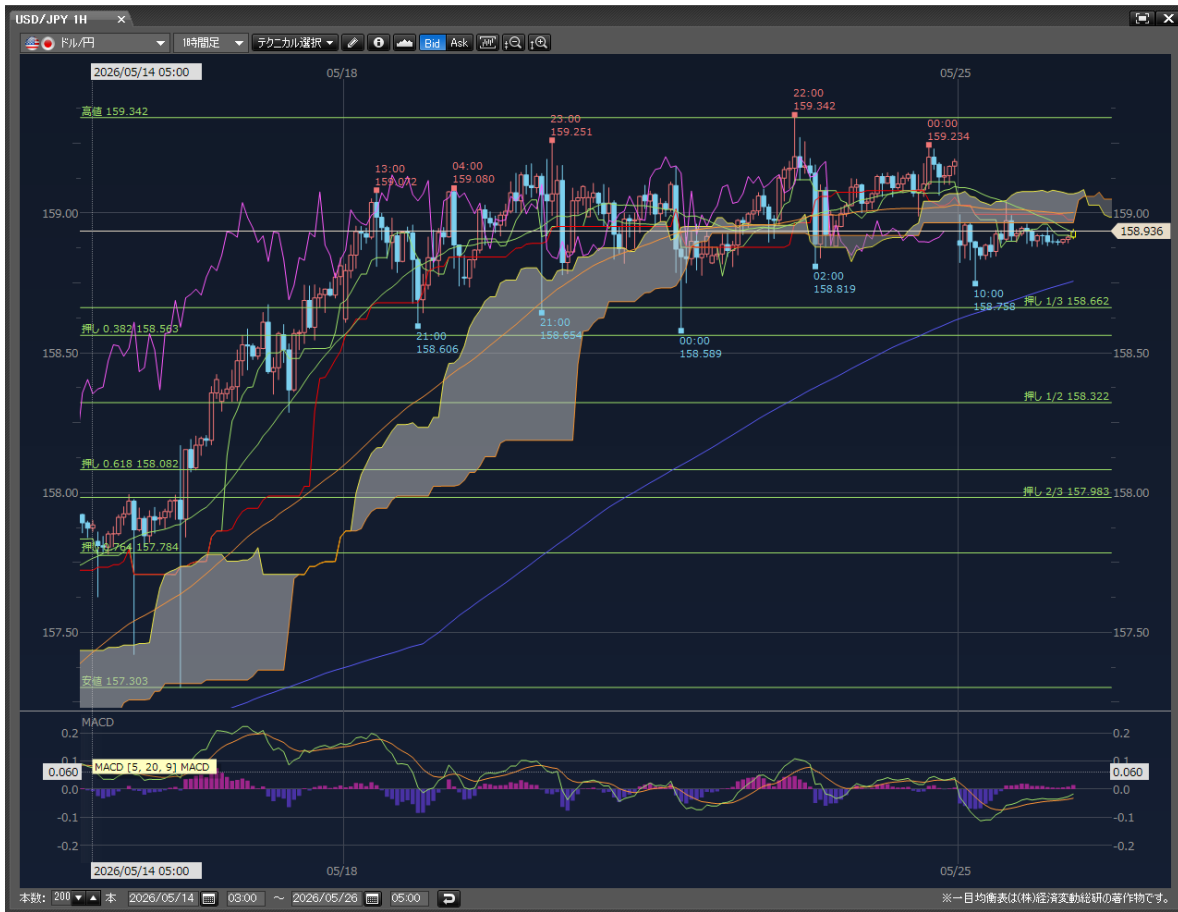 USD/JPY 1H ×
ドル/円 1時間足 テクニカル選択 Bid Ask
2026/05/14 05:00 05/18 05/25
高値 159.342
22:00
159.342
23:00
159.251
00:00
159.234
13:00
159.072
04:00
159.080
159.00 159.00
158.936
02:00
158.819
10:00
158.758
押し 1/3 158.662
押し 0.382 158.563
21:00
158.606
21:00
158.654
00:00
158.589
158.50 158.50
押し 1/2 158.322
押し 0.618 158.082
158.00 押し 2/3 157.983 158.00
押し 0.764 157.784
157.50 157.50
安値 157.303
MACD
0.2 0.2
0.1 0.1
MACD [5, 20, 9] MACD
0.060 0.060
0.0 0.0
-0.1 -0.1
-0.2 -0.2
2026/05/14 05:00 05/18 05/25
本数: 200 本 2026/05/14 03:00 ～ 2026/05/26 05:00 ※一目均衡表は(株)経済変動総研の著作物です。